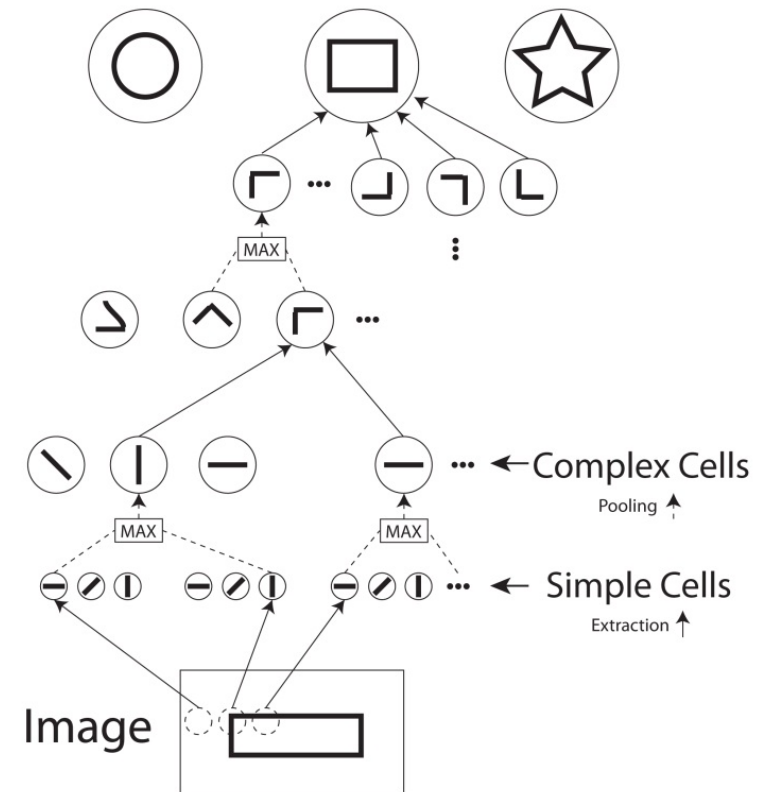 MAX
Complex Cells
Pooling
MAX
MAX
Simple Cells
Extraction
Image